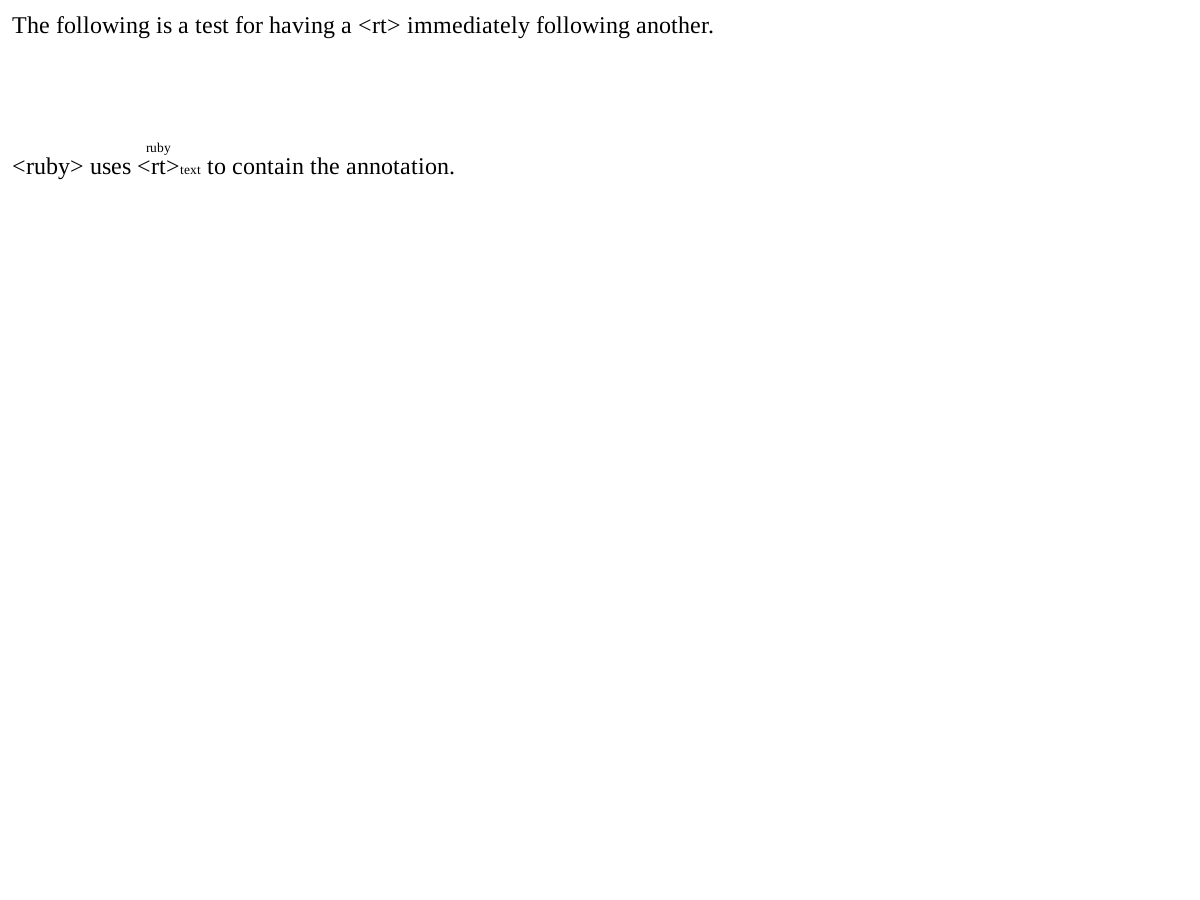 The following is a test for having a <rt> immediately following another.
ruby
<ruby> uses <rt>text to contain the annotation.